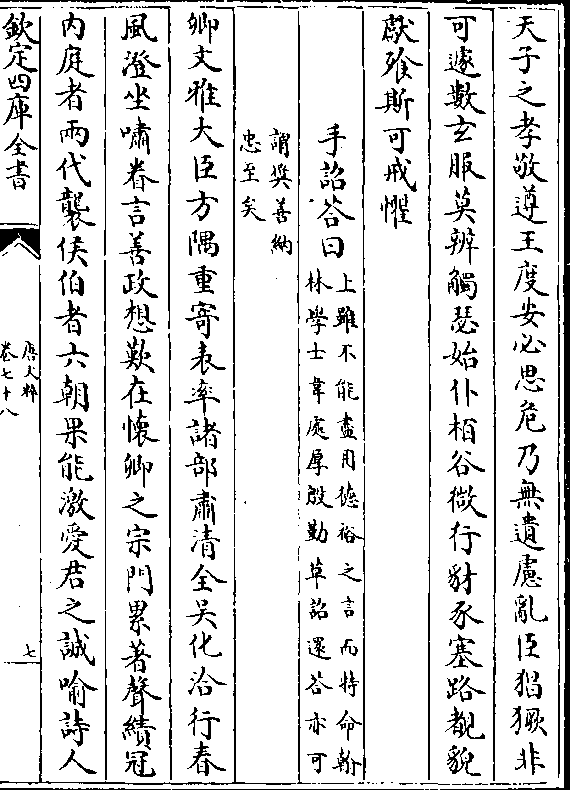 天子之孝敬遵王度安必思危乃無遺慮亂臣猖獗非
可遽數玄服莫辨觸瑟始仆柏谷微行豺豕塞路覩貌
獻飱斯可戒懼
手詔答曰
上雖不能盡用德裕之言而特命翰
林學士韋處厚殷勤草詔還答亦可
謂奨善納
忠至矣
卿文雅大臣方隅重寄表率諸部肅清全吳化洽行春
風澄坐嘯眷言善政想歎在懐卿之宗門累著聲績冠
内庭者兩代襲侯伯者六朝果能激愛君之誠喻詩人
欽定四庫全書
唐文粹
卷七十八
七